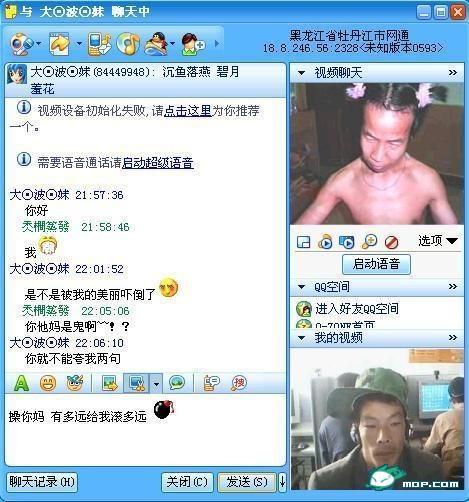 与 大⊙波⊙妹 聊天中
黑龙江省牡丹江市网通
18.8.246.56:2328<未知版本0593>
大⊙波⊙妹(84449948): 沉鱼落燕 碧月
羞花
视频设备初始化失败,请点击这里为你推荐
一个。
需要语音通话请启动超级语音
大⊙波⊙妹 21:57:36
你好
21:58:46
我
大⊙波⊙妹 22:01:52
是不是被我的美丽吓倒了
22:05:06
你他妈是鬼啊~~！？
大⊙波⊙妹 22:06:10
你就不能夸我两句
操你妈 有多远给我滚多远
聊天记录(H)
关闭(C)
发送(S)
视频聊天
选项
启动语音
QQ空间
进入好友QQ空间
Q-ZONE首页
我的视频
mop.com